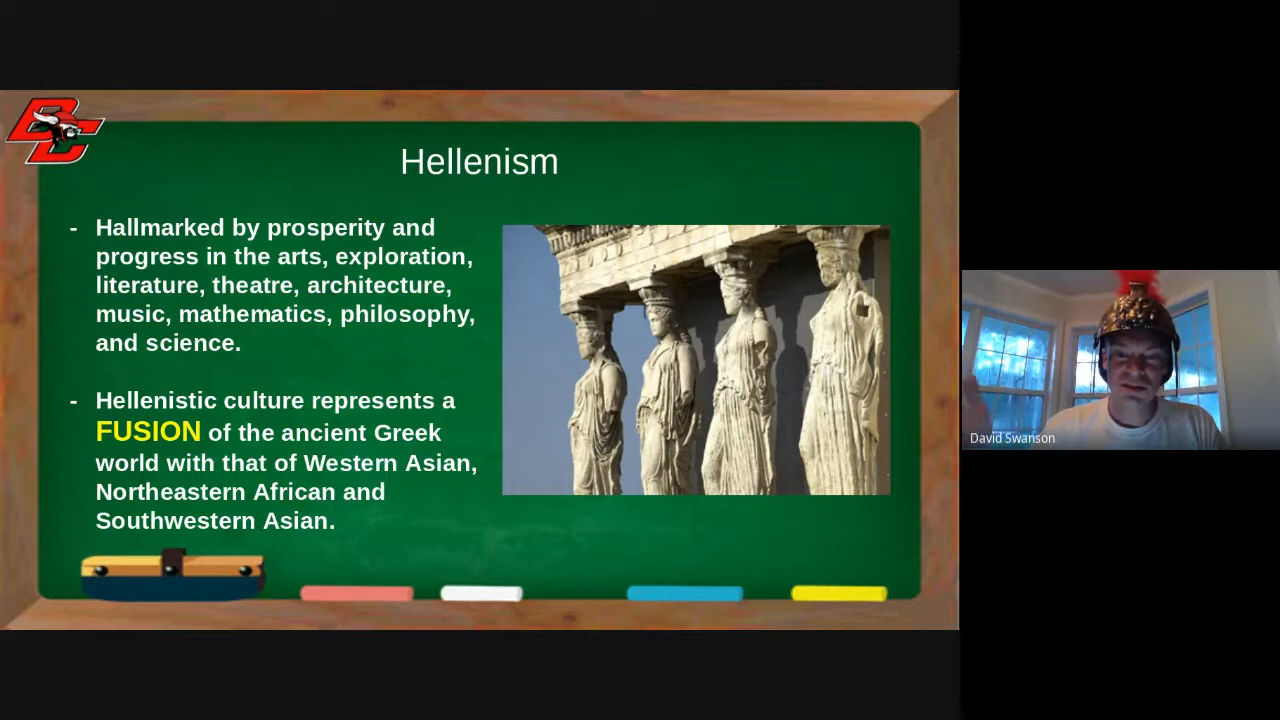 BC
Hellenism
- Hallmarked by prosperity and
progress in the arts, exploration,
literature, theatre, architecture,
music, mathematics, philosophy,
and science.
- Hellenistic culture represents a
FUSION of the ancient Greek
world with that of Western Asian,
Northeastern African and
Southwestern Asian.
David Swanson